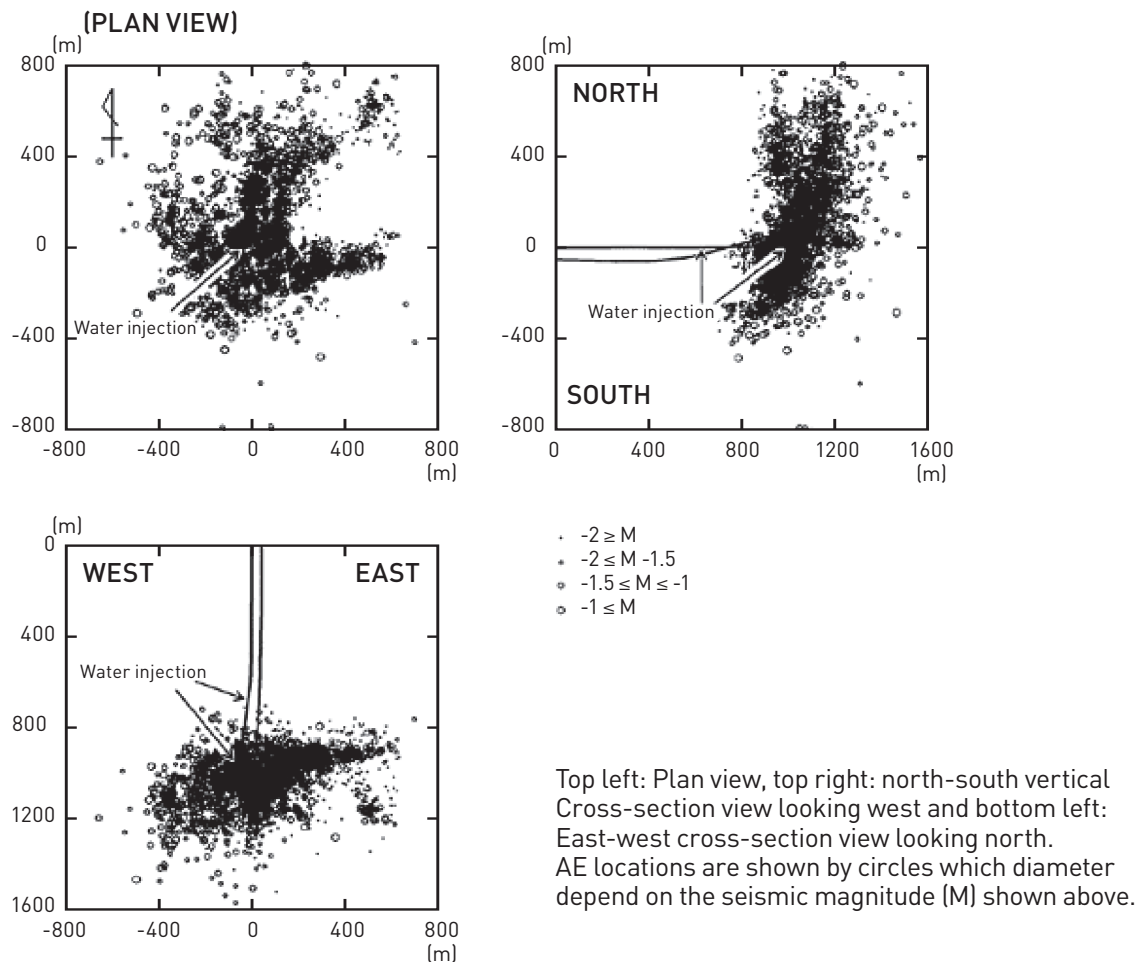 (PLAN VIEW)
(m)
800
400
0
-400
-800
-800 -400 0 400 800
(m)
Water injection
(m)
800
400
0
-400
-800
0 400 800 1200 1600
(m)
NORTH
Water injection
SOUTH
(m)
0
400
800
1200
1600
-800 -400 0 400 800
(m)
WEST EAST
Water injection
-2 ≥ M
-2 ≤ M -1.5
-1.5 ≤ M ≤ -1
-1 ≤ M
Top left: Plan view, top right: north-south vertical
Cross-section view looking west and bottom left:
East-west cross-section view looking north.
AE locations are shown by circles which diameter
depend on the seismic magnitude (M) shown above.